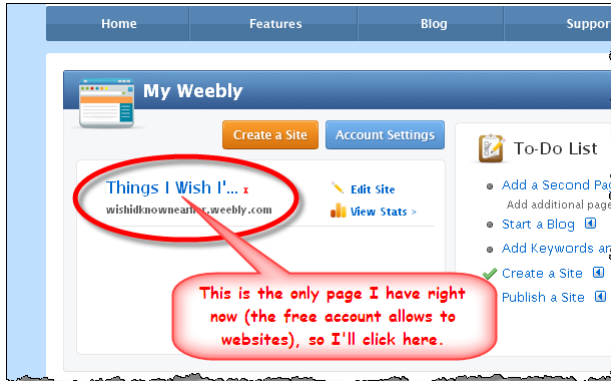 Home Features Blog Suppor
My Weebly
Create a Site Account Settings
To-Do List
Things I Wish I'... x
Edit Site
wishidknownearlier.weebly.com
View Stats >
Add a Second Pa
Add additional page
Start a Blog
Add Keywords an
Create a Site
Publish a Site
This is the only page I have right
now (the free account allows to
websites), so I'll click here.